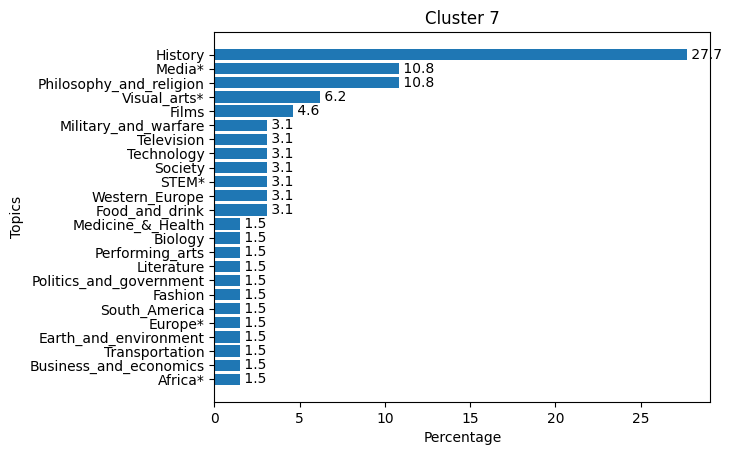 Cluster 7
Topics
History 27.7
Media* 10.8
Philosophy_and_religion 10.8
Visual_arts* 6.2
Films 4.6
Military_and_warfare 3.1
Television 3.1
Technology 3.1
Society 3.1
STEM* 3.1
Western_Europe 3.1
Food_and_drink 3.1
Medicine_&_Health 1.5
Biology 1.5
Performing_arts 1.5
Literature 1.5
Politics_and_government 1.5
Fashion 1.5
South_America 1.5
Europe* 1.5
Earth_and_environment 1.5
Transportation 1.5
Business_and_economics 1.5
Africa* 1.5
0 5 10 15 20 25
Percentage